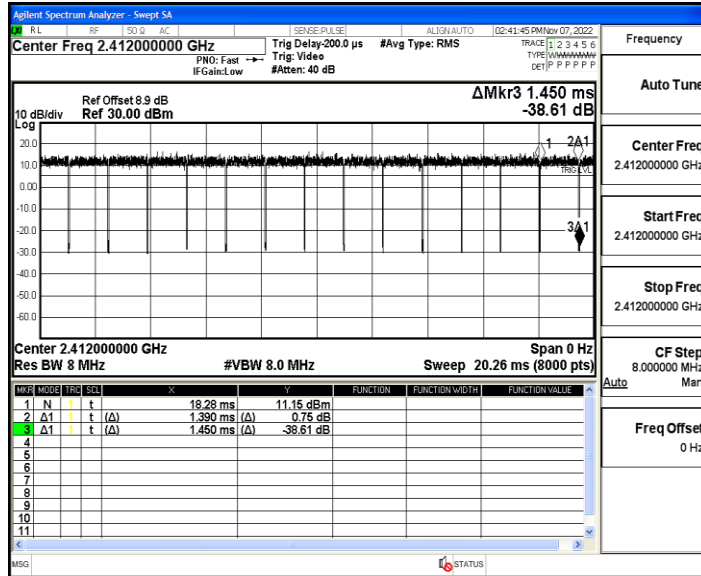 Agilent Spectrum Analyzer - Swept SA
RL RF 50 Ω AC SENSE:PULSE ALIGN AUTO 02:41:45 PM Nov 07, 2022
Center Freq 2.412000000 GHz
PNO: Fast
IFGain:Low
Trig Delay-200.0 µs
Trig: Video
#Atten: 40 dB
#Avg Type: RMS
TRACE 1 2 3 4 5 6
TYPE
DET P P P P P P
Ref Offset 8.9 dB
10 dB/div Ref 30.00 dBm
Log
ΔMkr3 1.450 ms
-38.61 dB
20.0
10.0
0.00
-10.0
-20.0
-30.0
-40.0
-50.0
-60.0
1
2Δ1
TRIG LVL
3Δ1
Center 2.412000000 GHz Span 0 Hz
Res BW 8 MHz #VBW 8.0 MHz Sweep 20.26 ms (8000 pts)
MKR MODE TRC SCL X Y FUNCTION FUNCTION WIDTH FUNCTION VALUE
1 N 1 t 18.28 ms 11.15 dBm
2 Δ1 1 t (Δ) 1.390 ms (Δ) 0.75 dB
3 Δ1 1 t (Δ) 1.450 ms (Δ) -38.61 dB
4
5
6
7
8
9
10
11
MSG STATUS
Frequency
Auto Tune
Center Freq
2.412000000 GHz
Start Freq
2.412000000 GHz
Stop Freq
2.412000000 GHz
CF Step
8.000000 MHz
Auto Man
Freq Offset
0 Hz